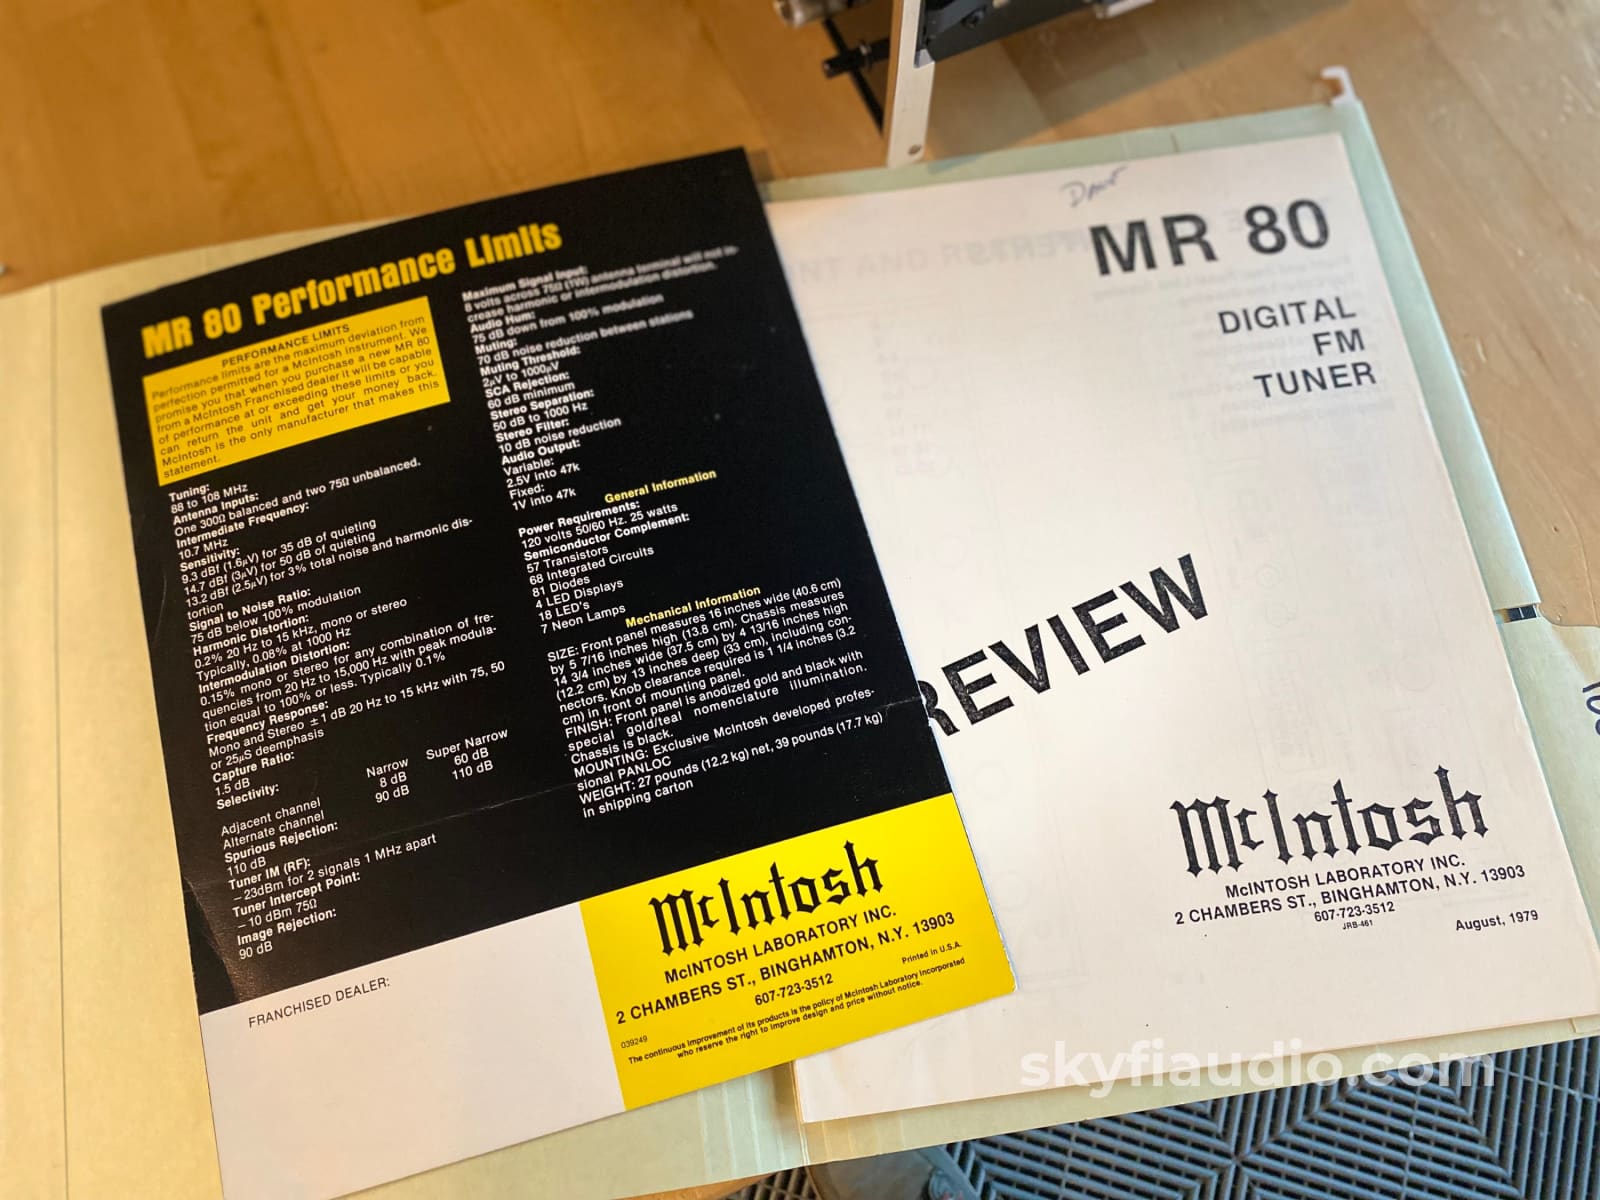 MR 80 Performance Limits
PERFORMANCE LIMITS
Performance limits are the maximum deviation from
perfection permitted for a McIntosh instrument. We
promise you that when you purchase a new MR 80
from a McIntosh Franchised dealer it will be capable
of performance at or exceeding these limits or you
can return the unit and get your money back.
McIntosh is the only manufacturer that makes this
statement.
Tuning:
88 to 108 MHz
Antenna Inputs:
One 300Ω balanced and two 75Ω unbalanced.
Intermediate Frequency:
10.7 MHz
Sensitivity:
9.3 dBf (1.6μV) for 35 dB of quieting
14.7 dBf (3μV) for 50 dB of quieting
13.2 dBf (2.5μV) for 3% total noise and harmonic dis-
tortion
Signal to Noise Ratio:
75 dB below 100% modulation
Harmonic Distortion:
0.2% 20 Hz to 15 kHz, mono or stereo
Typically, 0.08% at 1000 Hz
Intermodulation Distortion:
0.15% mono or stereo for any combination of fre-
quencies from 20 Hz to 15,000 Hz with peak modula-
tion equal to 100% or less. Typically 0.1%
Frequency Response:
Mono and Stereo ±1 dB 20 Hz to 15 kHz with 75, 50
or 25μS deemphasis
Capture Ratio:
1.5 dB
Selectivity:
Narrow Super Narrow
Adjacent channel 8 dB 60 dB
Alternate channel 90 dB 110 dB
Spurious Rejection:
110 dB
Tuner IM (RF):
–23dBm for 2 signals 1 MHz apart
Tuner Intercept Point:
–10 dBm 75Ω
Image Rejection:
90 dB
Maximum Signal Input:
8 volts across 75Ω (1W) antenna terminal will not in-
crease harmonic or intermodulation distortion.
Audio Hum:
75 dB down from 100% modulation
Muting:
70 dB noise reduction between stations
Muting Threshold:
2μV to 1000μV
SCA Rejection:
60 dB minimum
Stereo Separation:
50 dB to 1000 Hz
Stereo Filter:
10 dB noise reduction
Audio Output:
Variable:
2.5V into 47k
Fixed:
1V into 47k
General Information
Power Requirements:
120 volts 50/60 Hz. 25 watts
Semiconductor Complement:
57 Transistors
68 Integrated Circuits
81 Diodes
4 LED Displays
18 LED's
7 Neon Lamps
Mechanical Information
SIZE: Front panel measures 16 inches wide (40.6 cm)
by 5 7/16 inches high (13.8 cm). Chassis measures
14 3/4 inches wide (37.5 cm) by 4 13/16 inches high
(12.2 cm) by 13 inches deep (33 cm), including con-
nectors. Knob clearance required is 1 1/4 inches (3.2
cm) in front of mounting panel.
FINISH: Front panel is anodized gold and black with
special gold/teal nomenclature illumination.
Chassis is black.
MOUNTING: Exclusive McIntosh developed profes-
sional PANLOC
WEIGHT: 27 pounds (12.2 kg) net, 39 pounds (17.7 kg)
in shipping carton
FRANCHISED DEALER:
McIntosh
McINTOSH LABORATORY INC.
2 CHAMBERS ST., BINGHAMTON, N.Y. 13903
607-723-3512
Printed in U.S.A.
039249
The continuous improvement of its products is the policy of McIntosh Laboratory Incorporated
who reserve the right to improve design and price without notice.
MR 80
DIGITAL
FM
TUNER
REVIEW
McIntosh
McINTOSH LABORATORY INC.
2 CHAMBERS ST., BINGHAMTON, N.Y. 13903
607-723-3512
JRB-461
August, 1979
skyfiaudio.com